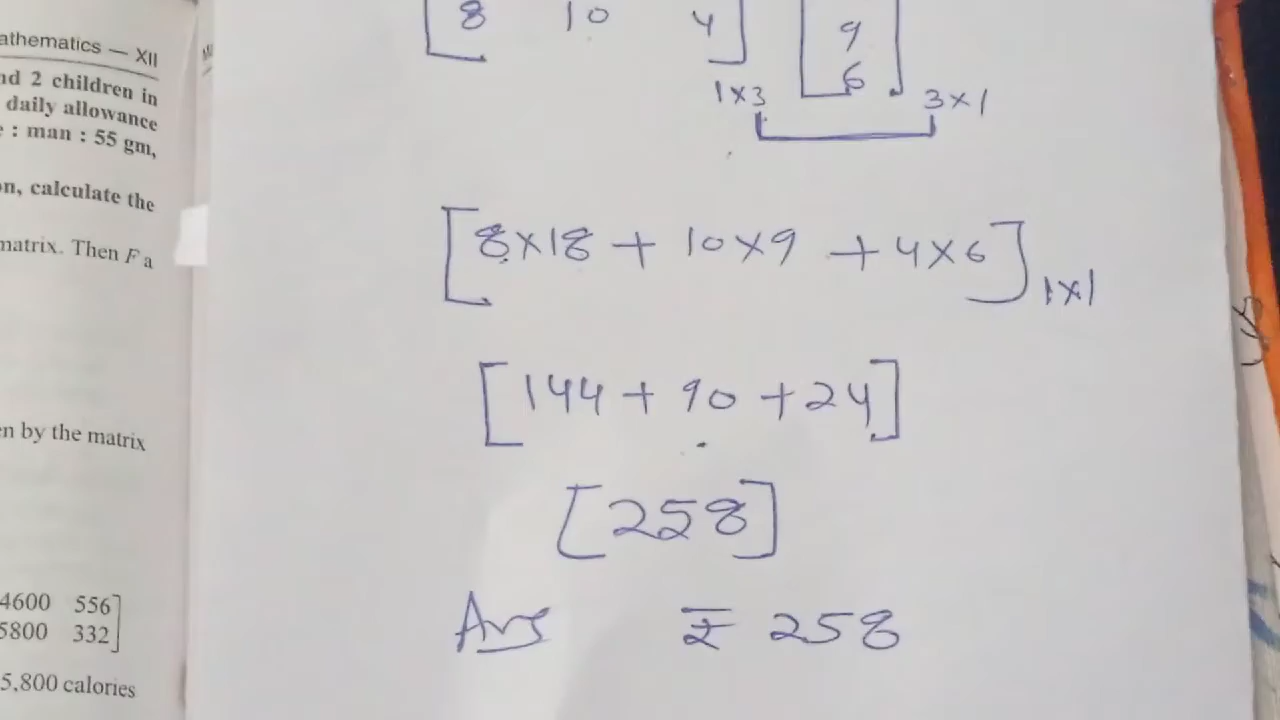 athematics — XII
nd 2 children in
daily allowance
: man : 55 gm,
on, calculate the
matrix. Then F a
en by the matrix
4600 556
5800 332
5,800 calories
[8 10 4] 1×3 [9 6] 3×1
[8×18 + 10×9 + 4×6] 1×1
[144 + 90 + 24]
[258]
Ans ₹ 258